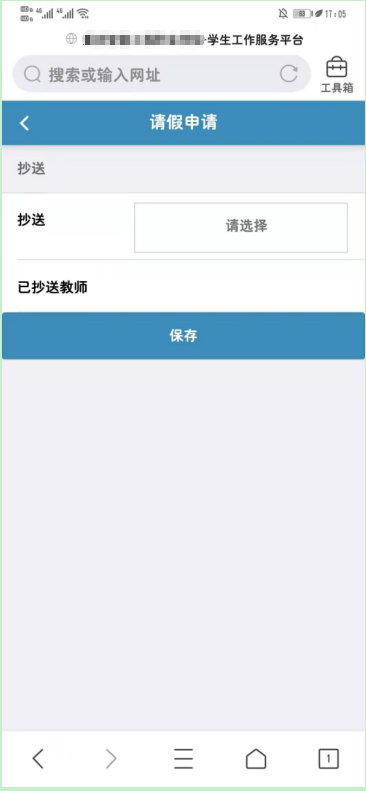 17:05
学生工作服务平台
搜索或输入网址
工具箱
请假申请
抄送
抄送
请选择
已抄送教师
保存
1